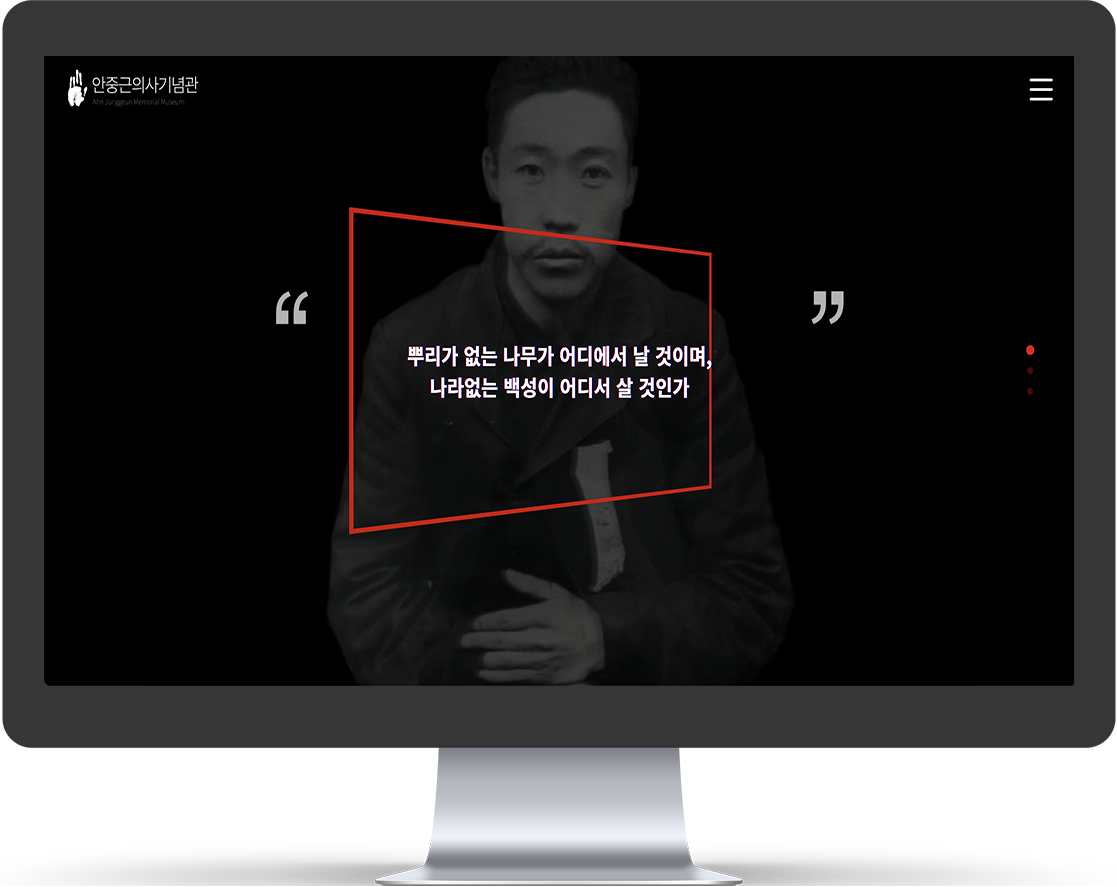 안중근의사기념관
Ahn Junggeun Memorial Museum
“ ”
뿌리가 없는 나무가 어디에서 날 것이며,
나라없는 백성이 어디서 살 것인가